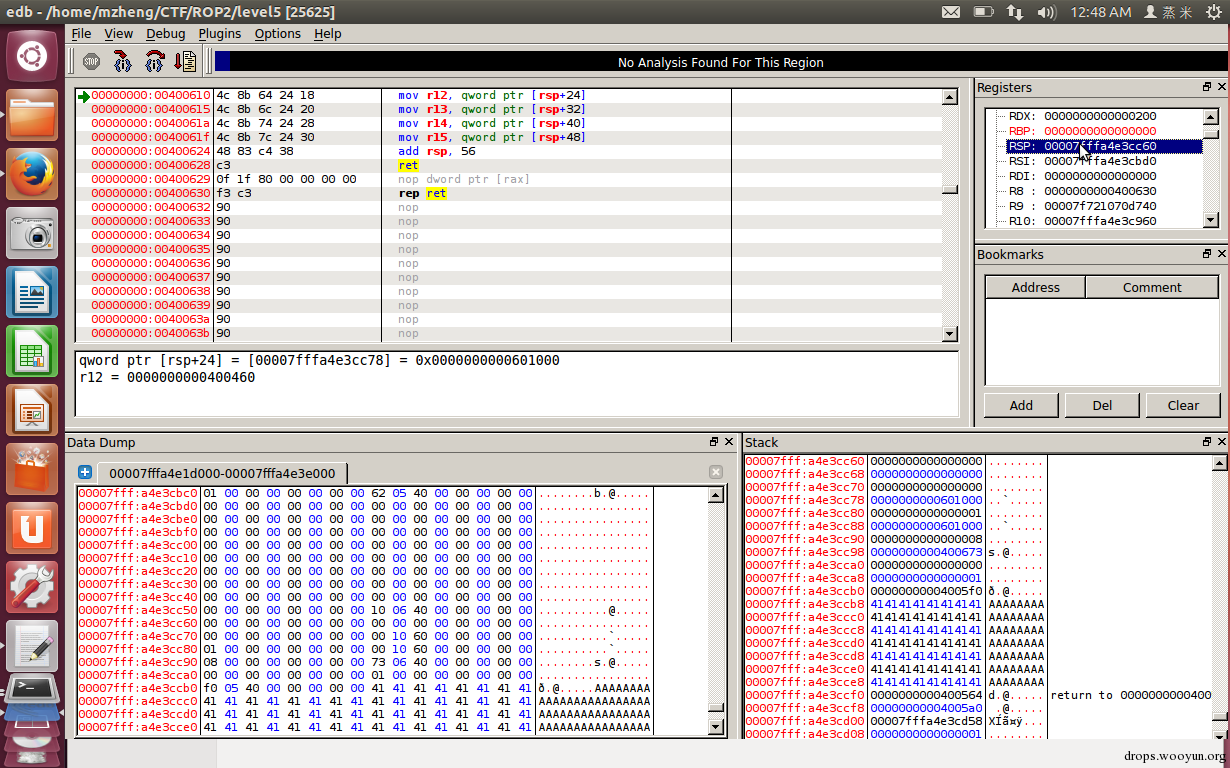 edb - /home/mzheng/CTF/ROP2/level5 [25625]
12:48 AM 蒸米
File View Debug Plugins Options Help
STOP
No Analysis Found For This Region
00000000:00400610 4c 8b 64 24 18 mov r12, qword ptr [rsp+24]
00000000:00400615 4c 8b 6c 24 20 mov r13, qword ptr [rsp+32]
00000000:0040061a 4c 8b 74 24 28 mov r14, qword ptr [rsp+40]
00000000:0040061f 4c 8b 7c 24 30 mov r15, qword ptr [rsp+48]
00000000:00400624 48 83 c4 38 add rsp, 56
00000000:00400628 c3 ret
00000000:00400629 0f 1f 80 00 00 00 00 nop dword ptr [rax]
00000000:00400630 f3 c3 rep ret
00000000:00400632 90 nop
00000000:00400633 90 nop
00000000:00400634 90 nop
00000000:00400635 90 nop
00000000:00400636 90 nop
00000000:00400637 90 nop
00000000:00400638 90 nop
00000000:00400639 90 nop
00000000:0040063a 90 nop
00000000:0040063b 90 nop
qword ptr [rsp+24] = [00007fffa4e3cc78] = 0x0000000000601000
r12 = 0000000000400460
Registers
RDX: 0000000000000200
RBP: 0000000000000000
RSP: 00007fffa4e3cc60
RSI: 00007fffa4e3cbd0
RDI: 0000000000000000
R8 : 0000000000400630
R9 : 00007f721070d740
R10: 00007fffa4e3c960
Bookmarks
Address Comment
Add Del Clear
Data Dump
00007fffa4e1d000-00007fffa4e3e000
00007fff:a4e3cbc0 01 00 00 00 00 00 00 00 62 05 40 00 00 00 00 00 ........b.@.....
00007fff:a4e3cbd0 00 00 00 00 00 00 00 00 00 00 00 00 00 00 00 00 ................
00007fff:a4e3cbe0 00 00 00 00 00 00 00 00 00 00 00 00 00 00 00 00 ................
00007fff:a4e3cbf0 00 00 00 00 00 00 00 00 00 00 00 00 00 00 00 00 ................
00007fff:a4e3cc00 00 00 00 00 00 00 00 00 00 00 00 00 00 00 00 00 ................
00007fff:a4e3cc10 00 00 00 00 00 00 00 00 00 00 00 00 00 00 00 00 ................
00007fff:a4e3cc20 00 00 00 00 00 00 00 00 00 00 00 00 00 00 00 00 ................
00007fff:a4e3cc30 00 00 00 00 00 00 00 00 00 00 00 00 00 00 00 00 ................
00007fff:a4e3cc40 00 00 00 00 00 00 00 00 00 00 00 00 00 00 00 00 ................
00007fff:a4e3cc50 00 00 00 00 00 00 00 00 10 06 40 00 00 00 00 00 ..........@.....
00007fff:a4e3cc60 00 00 00 00 00 00 00 00 00 00 00 00 00 00 00 00 ................
00007fff:a4e3cc70 00 00 00 00 00 00 00 00 00 10 60 00 00 00 00 00 ..........`.....
00007fff:a4e3cc80 01 00 00 00 00 00 00 00 00 10 60 00 00 00 00 00 ..........`.....
00007fff:a4e3cc90 08 00 00 00 00 00 00 00 73 06 40 00 00 00 00 00 ........s.@.....
00007fff:a4e3cca0 00 00 00 00 00 00 00 00 01 00 00 00 00 00 00 00 ................
00007fff:a4e3ccb0 f0 05 40 00 00 00 00 00 41 41 41 41 41 41 41 41 ð.@.....AAAAAAAA
00007fff:a4e3ccc0 41 41 41 41 41 41 41 41 41 41 41 41 41 41 41 41 AAAAAAAAAAAAAAAA
00007fff:a4e3ccd0 41 41 41 41 41 41 41 41 41 41 41 41 41 41 41 41 AAAAAAAAAAAAAAAA
00007fff:a4e3cce0 41 41 41 41 41 41 41 41 41 41 41 41 41 41 41 41 AAAAAAAAAAAAAAAA
Stack
00007fff:a4e3cc60 0000000000000000 ........
00007fff:a4e3cc68 0000000000000000 ........
00007fff:a4e3cc70 0000000000000000 ........
00007fff:a4e3cc78 0000000000601000 ..`.....
00007fff:a4e3cc80 0000000000000001 ........
00007fff:a4e3cc88 0000000000601000 ..`.....
00007fff:a4e3cc90 0000000000000008 ........
00007fff:a4e3cc98 0000000000400673 s.@.....
00007fff:a4e3cca0 0000000000000000 ........
00007fff:a4e3cca8 0000000000000001 ........
00007fff:a4e3ccb0 00000000004005f0 ð.@.....
00007fff:a4e3ccb8 4141414141414141 AAAAAAAA
00007fff:a4e3ccc0 4141414141414141 AAAAAAAA
00007fff:a4e3ccc8 4141414141414141 AAAAAAAA
00007fff:a4e3ccd0 4141414141414141 AAAAAAAA
00007fff:a4e3ccd8 4141414141414141 AAAAAAAA
00007fff:a4e3cce0 4141414141414141 AAAAAAAA
00007fff:a4e3cce8 4141414141414141 AAAAAAAA
00007fff:a4e3ccf0 0000000000400564 d.@..... return to 0000000000400
00007fff:a4e3ccf8 00000000004005a0 .@.....
00007fff:a4e3cd00 00007fffa4e3cd58 XÍã¤ÿ...
00007fff:a4e3cd08 0000000000000001 ........
drops.wooyun.org